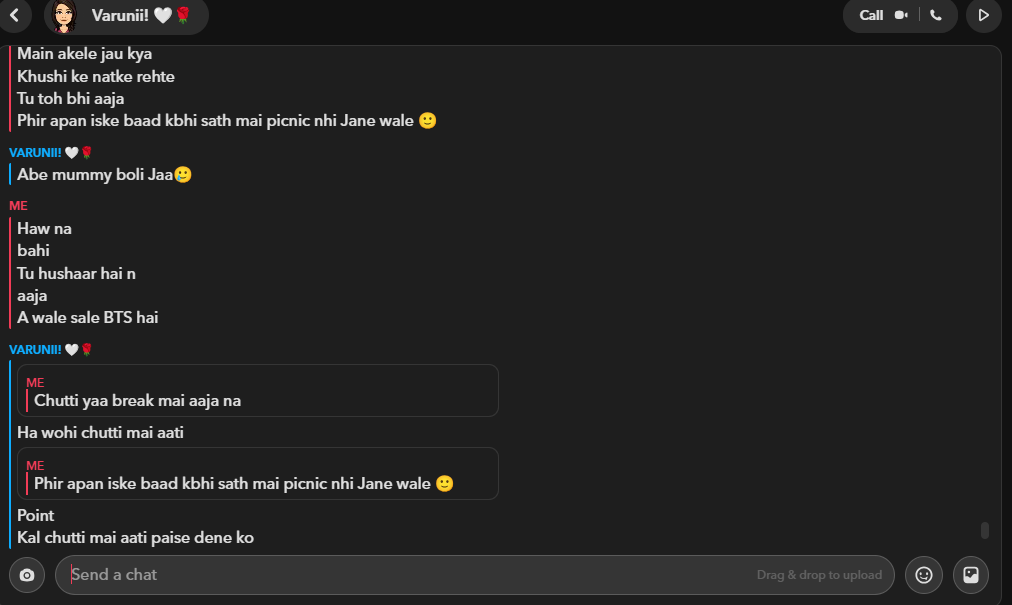 Varunii! 🤍🌹
Call
Main akele jau kya
Khushi ke natke rehte
Tu toh bhi aaja
Phir apan iske baad kbhi sath mai picnic nhi Jane wale 🙂
VARUNII! 🤍🌹
Abe mummy boli Jaa🥲
ME
Haw na
bahi
Tu hushaar hai n
aaja
A wale sale BTS hai
VARUNII! 🤍🌹
ME
Chutti yaa break mai aaja na
Ha wohi chutti mai aati
ME
Phir apan iske baad kbhi sath mai picnic nhi Jane wale 🙂
Point
Kal chutti mai aati paise dene ko
Send a chat
Drag & drop to upload